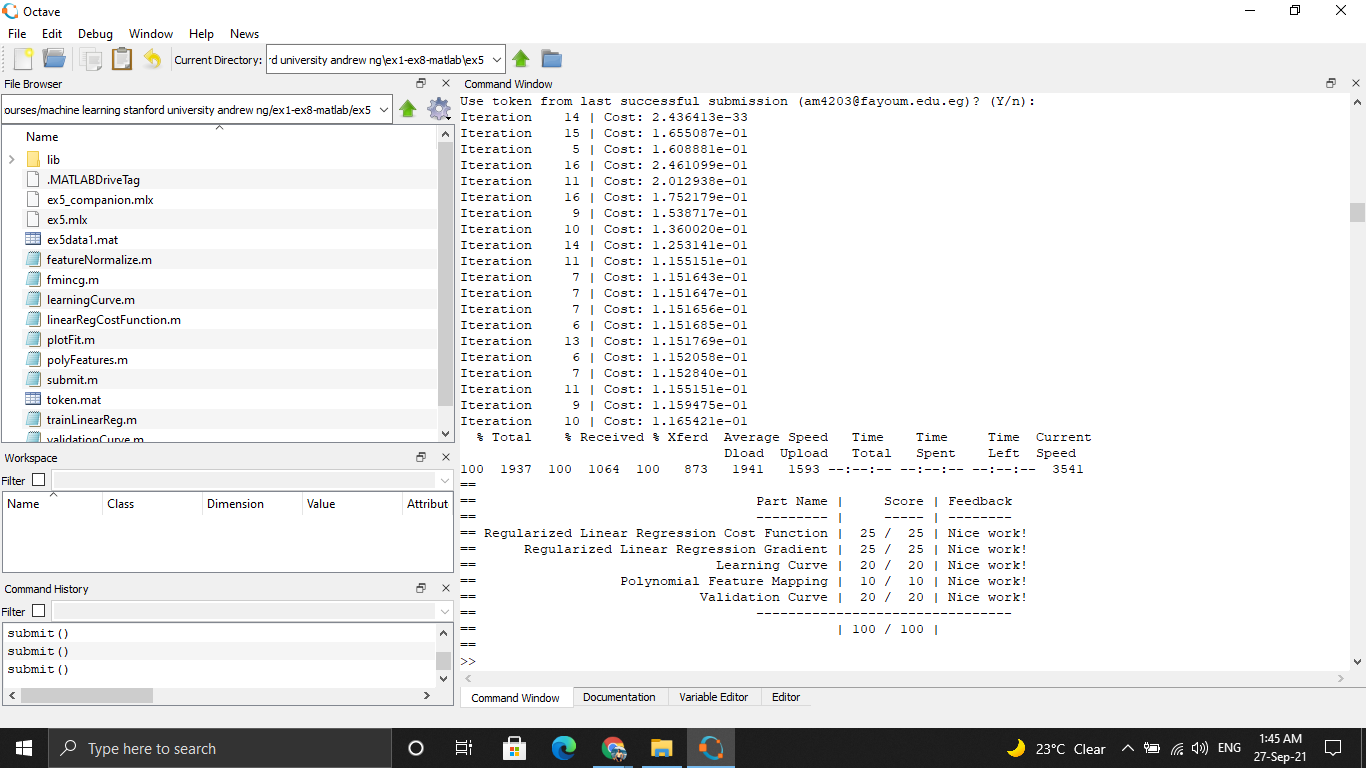 Octave
File Edit Debug Window Help News
Current Directory: rd university andrew ng\ex1-ex8-matlab\ex5
File Browser
ourses/machine learning stanford university andrew ng/ex1-ex8-matlab/ex5
Name
lib
.MATLABDriveTag
ex5_companion.mlx
ex5.mlx
ex5data1.mat
featureNormalize.m
fmincg.m
learningCurve.m
linearRegCostFunction.m
plotFit.m
polyFeatures.m
submit.m
token.mat
trainLinearReg.m
validationCurve.m
Workspace
Filter
Name Class Dimension Value Attribut
Command History
Filter
submit()
submit()
submit()
Command Window
Use token from last successful submission (am4203@fayoum.edu.eg)? (Y/n):
Iteration 14 | Cost: 2.436413e-33
Iteration 15 | Cost: 1.655087e-01
Iteration 5 | Cost: 1.608881e-01
Iteration 16 | Cost: 2.461099e-01
Iteration 11 | Cost: 2.012938e-01
Iteration 16 | Cost: 1.752179e-01
Iteration 9 | Cost: 1.538717e-01
Iteration 10 | Cost: 1.360020e-01
Iteration 14 | Cost: 1.253141e-01
Iteration 11 | Cost: 1.155151e-01
Iteration 7 | Cost: 1.151643e-01
Iteration 7 | Cost: 1.151647e-01
Iteration 7 | Cost: 1.151656e-01
Iteration 6 | Cost: 1.151685e-01
Iteration 13 | Cost: 1.151769e-01
Iteration 6 | Cost: 1.152058e-01
Iteration 7 | Cost: 1.152840e-01
Iteration 11 | Cost: 1.155151e-01
Iteration 9 | Cost: 1.159475e-01
Iteration 10 | Cost: 1.165421e-01
% Total % Received % Xferd Average Speed Time Time Time Current
Dload Upload Total Spent Left Speed
100 1937 100 1064 100 873 1941 1593 --:--:-- --:--:-- --:--:-- 3541
==
== Part Name | Score | Feedback
== --------- | ----- | --------
== Regularized Linear Regression Cost Function | 25 / 25 | Nice work!
== Regularized Linear Regression Gradient | 25 / 25 | Nice work!
== Learning Curve | 20 / 20 | Nice work!
== Polynomial Feature Mapping | 10 / 10 | Nice work!
== Validation Curve | 20 / 20 | Nice work!
== --------------------------------
== | 100 / 100 |
==
>>
Command Window Documentation Variable Editor Editor
Type here to search
23°C Clear
ENG
1:45 AM
27-Sep-21